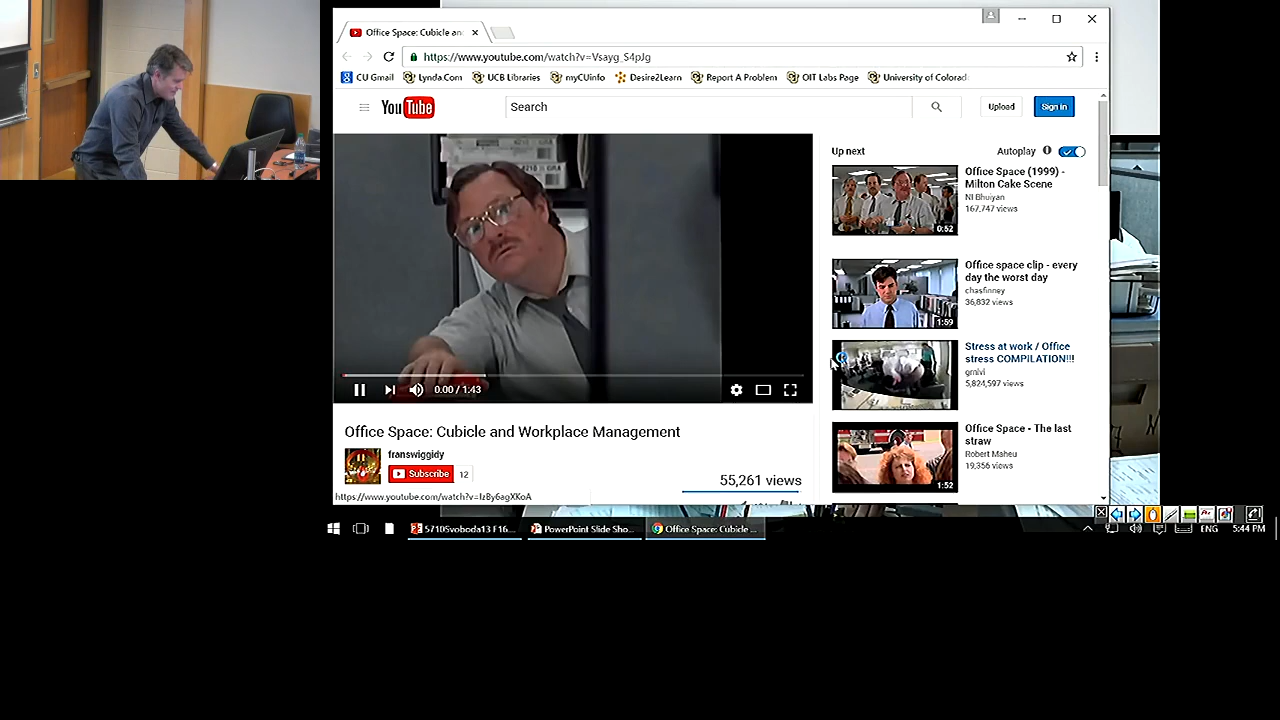 Office Space: Cubicle an
https://www.youtube.com/watch?v=Vsayg_S4pJg
CU Gmail Lynda.Com UCB Libraries myCUinfo Desire2Learn Report A Problem OIT Labs Page University of Colorad
YouTube Search Upload Sign in
Up next Autoplay
Office Space (1999) -
Milton Cake Scene
NI Bhuiyan
167,747 views
0:52
Office space clip - every
day the worst day
chasfinney
36,832 views
1:59
Stress at work / Office
stress COMPILATION!!!
grnlvl
5,824,597 views
0:00 / 1:43
Office Space: Cubicle and Workplace Management
franswiggidy
Subscribe 12
55,261 views
Office Space - The last
straw
Robert Maheu
19,356 views
1:52
https://www.youtube.com/watch?v=IzBy6agXKoA
5710Svoboda13 F16... PowerPoint Slide Sho... Office Space: Cubicle ...
ENG 5:44 PM